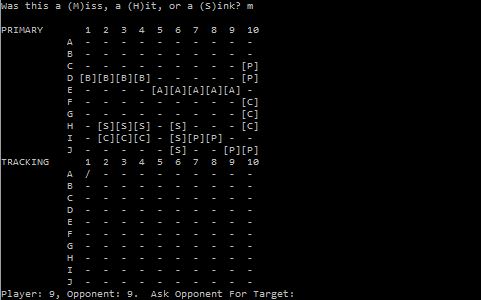 Was this a (M)iss, a (H)it, or a (S)ink? m
PRIMARY 1 2 3 4 5 6 7 8 9 10
A - - - - - - - - - -
B - - - - - - - - - -
C - - - - - - - - - [P]
D [B][B][B][B] - - - - - [P]
E - - - - [A][A][A][A][A] -
F - - - - - - - - - [C]
G - - - - - - - - - [C]
H - [S][S][S] - [S] - - - [C]
I - [C][C][C] - [S][P][P] - -
J - - - - - [S] - - [P][P]
TRACKING 1 2 3 4 5 6 7 8 9 10
A / - - - - - - - - -
B - - - - - - - - - -
C - - - - - - - - - -
D - - - - - - - - - -
E - - - - - - - - - -
F - - - - - - - - - -
G - - - - - - - - - -
H - - - - - - - - - -
I - - - - - - - - - -
J - - - - - - - - - -
Player: 9, Opponent: 9.  Ask Opponent For Target: